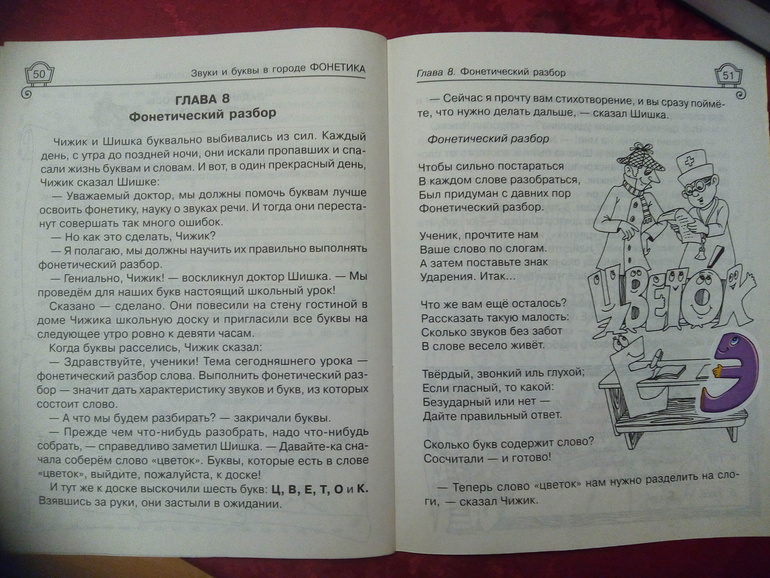 50
Звуки и буквы в городе ФОНЕТИКА
ГЛАВА 8
Фонетический разбор
Чижик и Шишка буквально выбивались из сил. Каждый
день, с утра до поздней ночи, они искали пропавших и спа-
сали жизнь буквам и словам. И вот, в один прекрасный день,
Чижик сказал Шишке:
— Уважаемый доктор, мы должны помочь буквам лучше
освоить фонетику, науку о звуках речи. И тогда они переста-
нут совершать так много ошибок.
— Но как это сделать, Чижик?
— Я полагаю, мы должны научить их правильно выполнять
фонетический разбор.
— Гениально, Чижик! — воскликнул доктор Шишка. — Мы
проведём для наших букв настоящий школьный урок!
Сказано — сделано. Они повесили на стену гостиной в
доме Чижика школьную доску и пригласили все буквы на
следующее утро ровно к девяти часам.
Когда буквы расселись, Чижик сказал:
— Здравствуйте, ученики! Тема сегодняшнего урока —
фонетический разбор слова. Выполнить фонетический раз-
бор — значит дать характеристику звуков и букв, из которых
состоит слово.
— А что мы будем разбирать? — закричали буквы.
— Прежде чем что-нибудь разобрать, надо что-нибудь
собрать, — справедливо заметил Шишка. — Давайте-ка сна-
чала соберём слово «цветок». Буквы, которые есть в слове
«цветок», выйдите, пожалуйста, к доске!
И тут же к доске выскочили шесть букв: Ц, В, Е, Т, О и К.
Взявшись за руки, они застыли в ожидании.
Глава 8. Фонетический разбор
51
— Сейчас я прочту вам стихотворение, и вы сразу поймё-
те, что нужно делать дальше, — сказал Шишка.
Фонетический разбор
Чтобы сильно постараться
В каждом слове разобраться,
Был придуман с давних пор
Фонетический разбор.
Ученик, прочтите нам
Ваше слово по слогам.
А затем поставьте знак
Ударения. Итак...
Что же вам ещё осталось?
Рассказать такую малость:
Сколько звуков без забот
В слове весело живёт.
Твёрдый, звонкий иль глухой;
Если гласный, то какой:
Безударный или нет —
Дайте правильный ответ.
Сколько букв содержит слово?
Сосчитали — и готово!
ЦВЕТО́К
Э
— Теперь слово «цветок» нам нужно разделить на сло-
ги, — сказал Чижик.